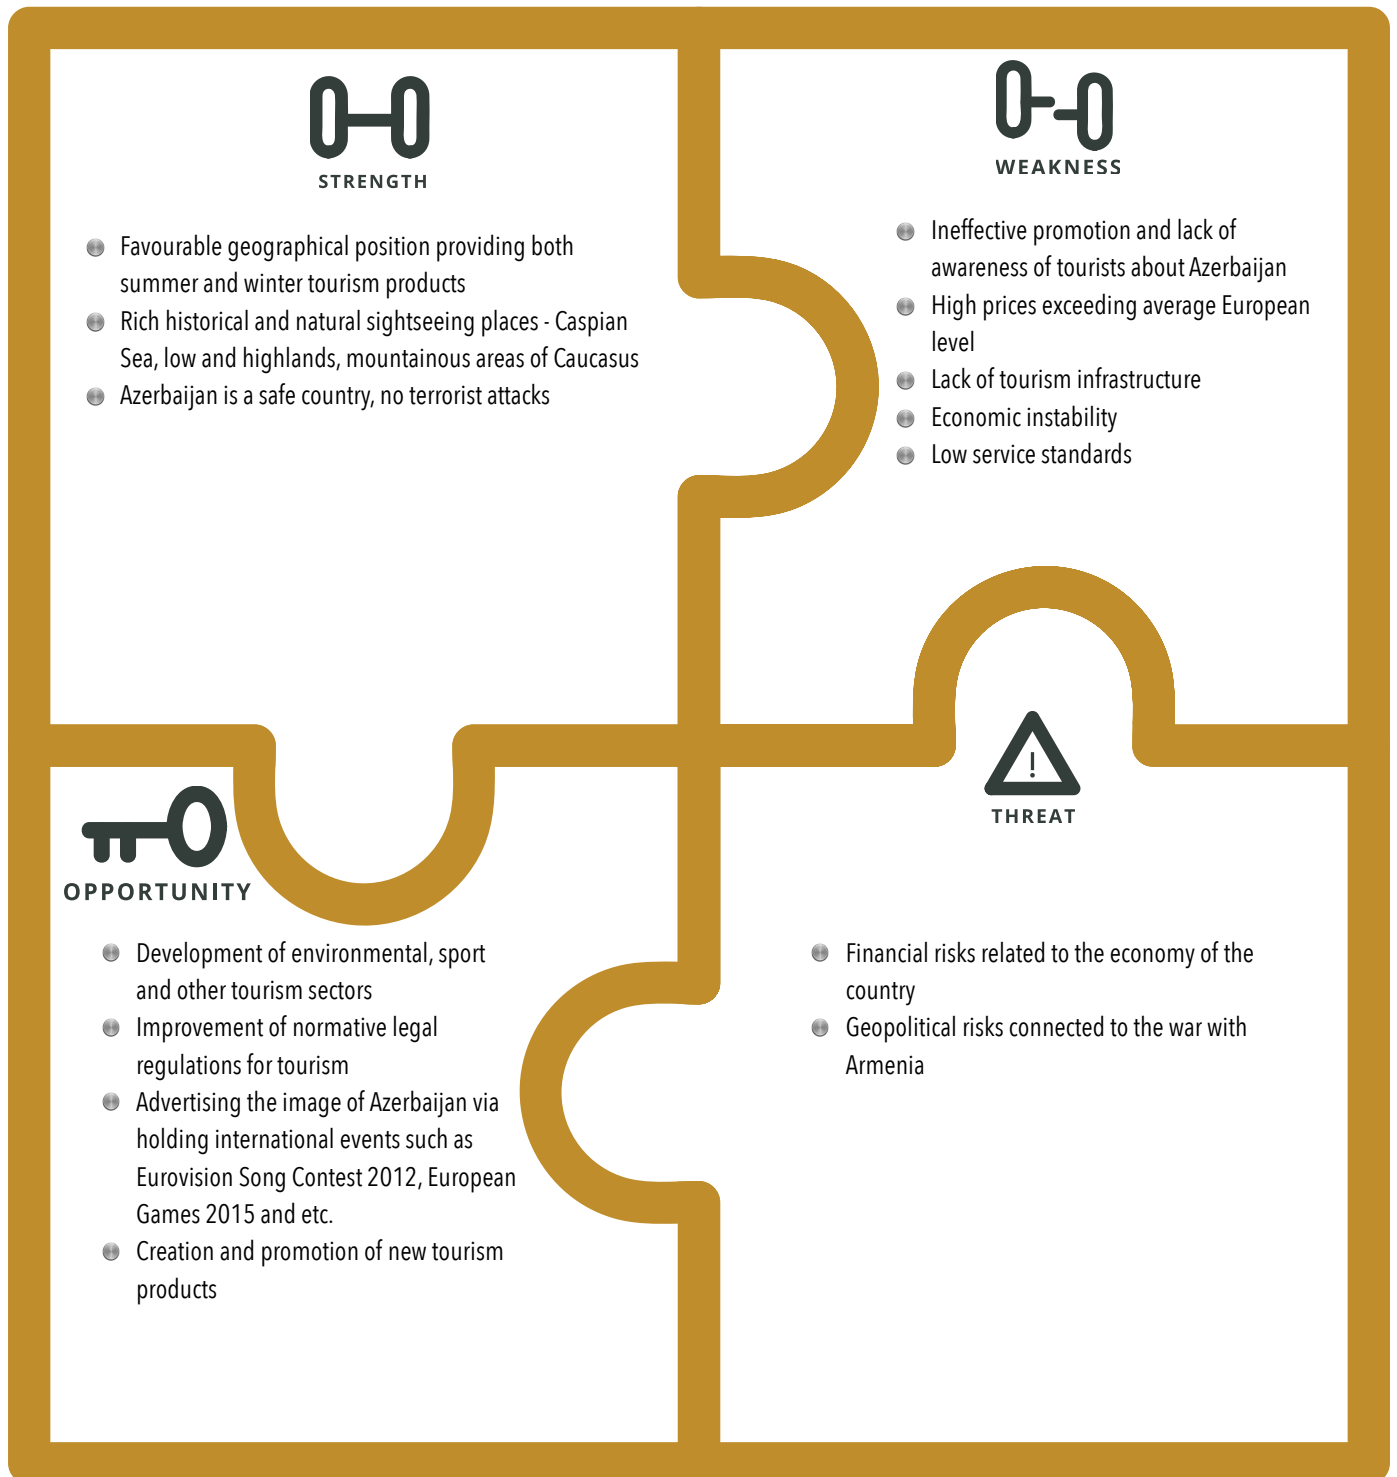 STRENGTH
Favourable geographical position providing both
summer and winter tourism products
Rich historical and natural sightseeing places - Caspian
Sea, low and highlands, mountainous areas of Caucasus
Azerbaijan is a safe country, no terrorist attacks
WEAKNESS
Ineffective promotion and lack of
awareness of tourists about Azerbaijan
High prices exceeding average European
level
Lack of tourism infrastructure
Economic instability
Low service standards
OPPORTUNITY
Development of environmental, sport
and other tourism sectors
Improvement of normative legal
regulations for tourism
Advertising the image of Azerbaijan via
holding international events such as
Eurovision Song Contest 2012, European
Games 2015 and etc.
Creation and promotion of new tourism
products
!
THREAT
Financial risks related to the economy of the
country
Geopolitical risks connected to the war with
Armenia